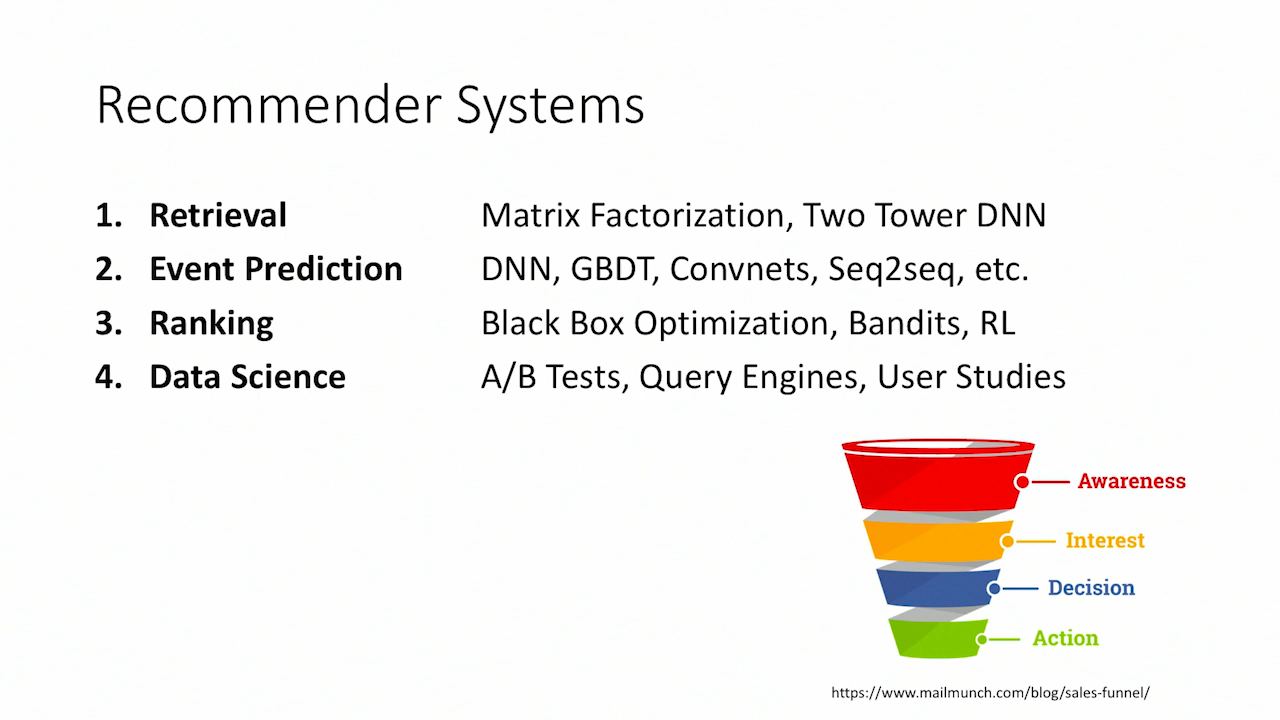 Recommender Systems
1. Retrieval Matrix Factorization, Two Tower DNN
2. Event Prediction DNN, GBDT, Convnets, Seq2seq, etc.
3. Ranking Black Box Optimization, Bandits, RL
4. Data Science A/B Tests, Query Engines, User Studies
Awareness
Interest
Decision
Action
https://www.mailmunch.com/blog/sales-funnel/